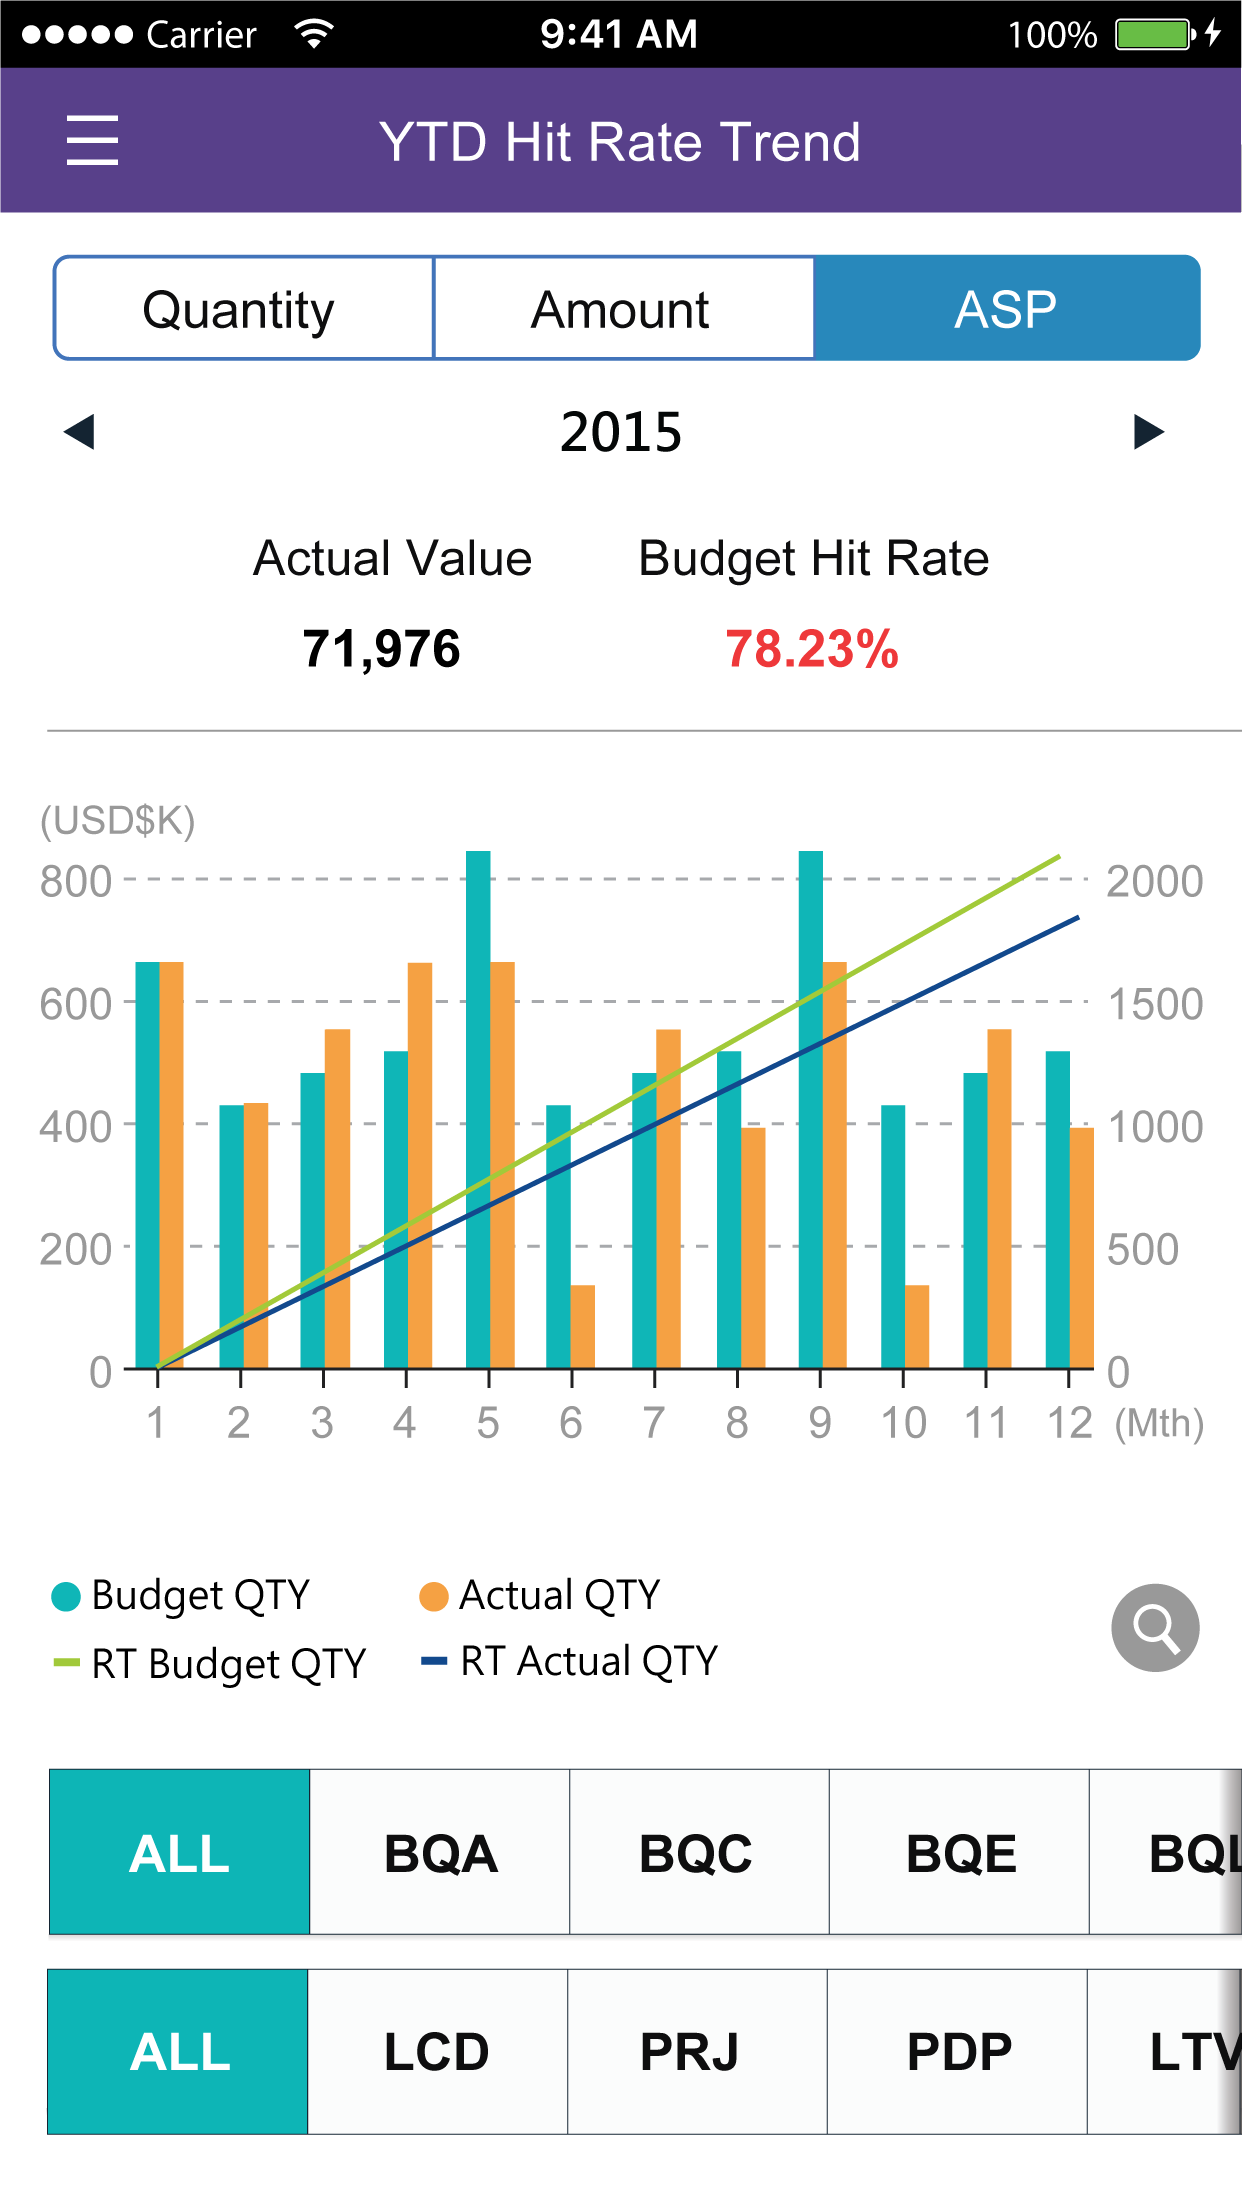 Carrier 9:41 AM 100%
YTD Hit Rate Trend
Quantity Amount ASP
2015
Actual Value Budget Hit Rate
71,976 78.23%
(USD$K)
800 2000
600 1500
400 1000
200 500
0 0
1 2 3 4 5 6 7 8 9 10 11 12 (Mth)
Budget QTY Actual QTY
RT Budget QTY RT Actual QTY
ALL BQA BQC BQE BQL
ALL LCD PRJ PDP LTV